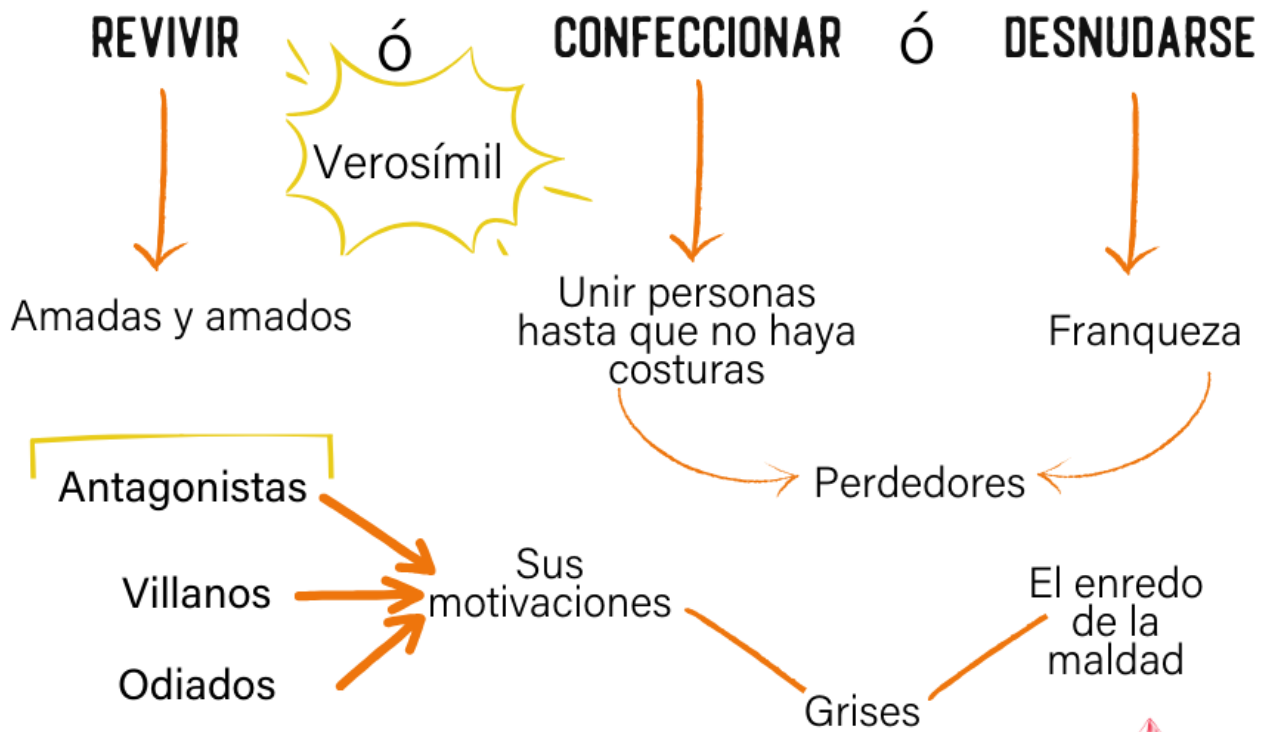 REVIVIR
Ó
CONFECCIONAR
Ó
DESNUDARSE
Verosímil
Amadas y amados
Unir personas
hasta que no haya
costuras
Franqueza
Antagonistas
Perdedores
Villanos
Sus
motivaciones
El enredo
de la
maldad
Odiados
Grises